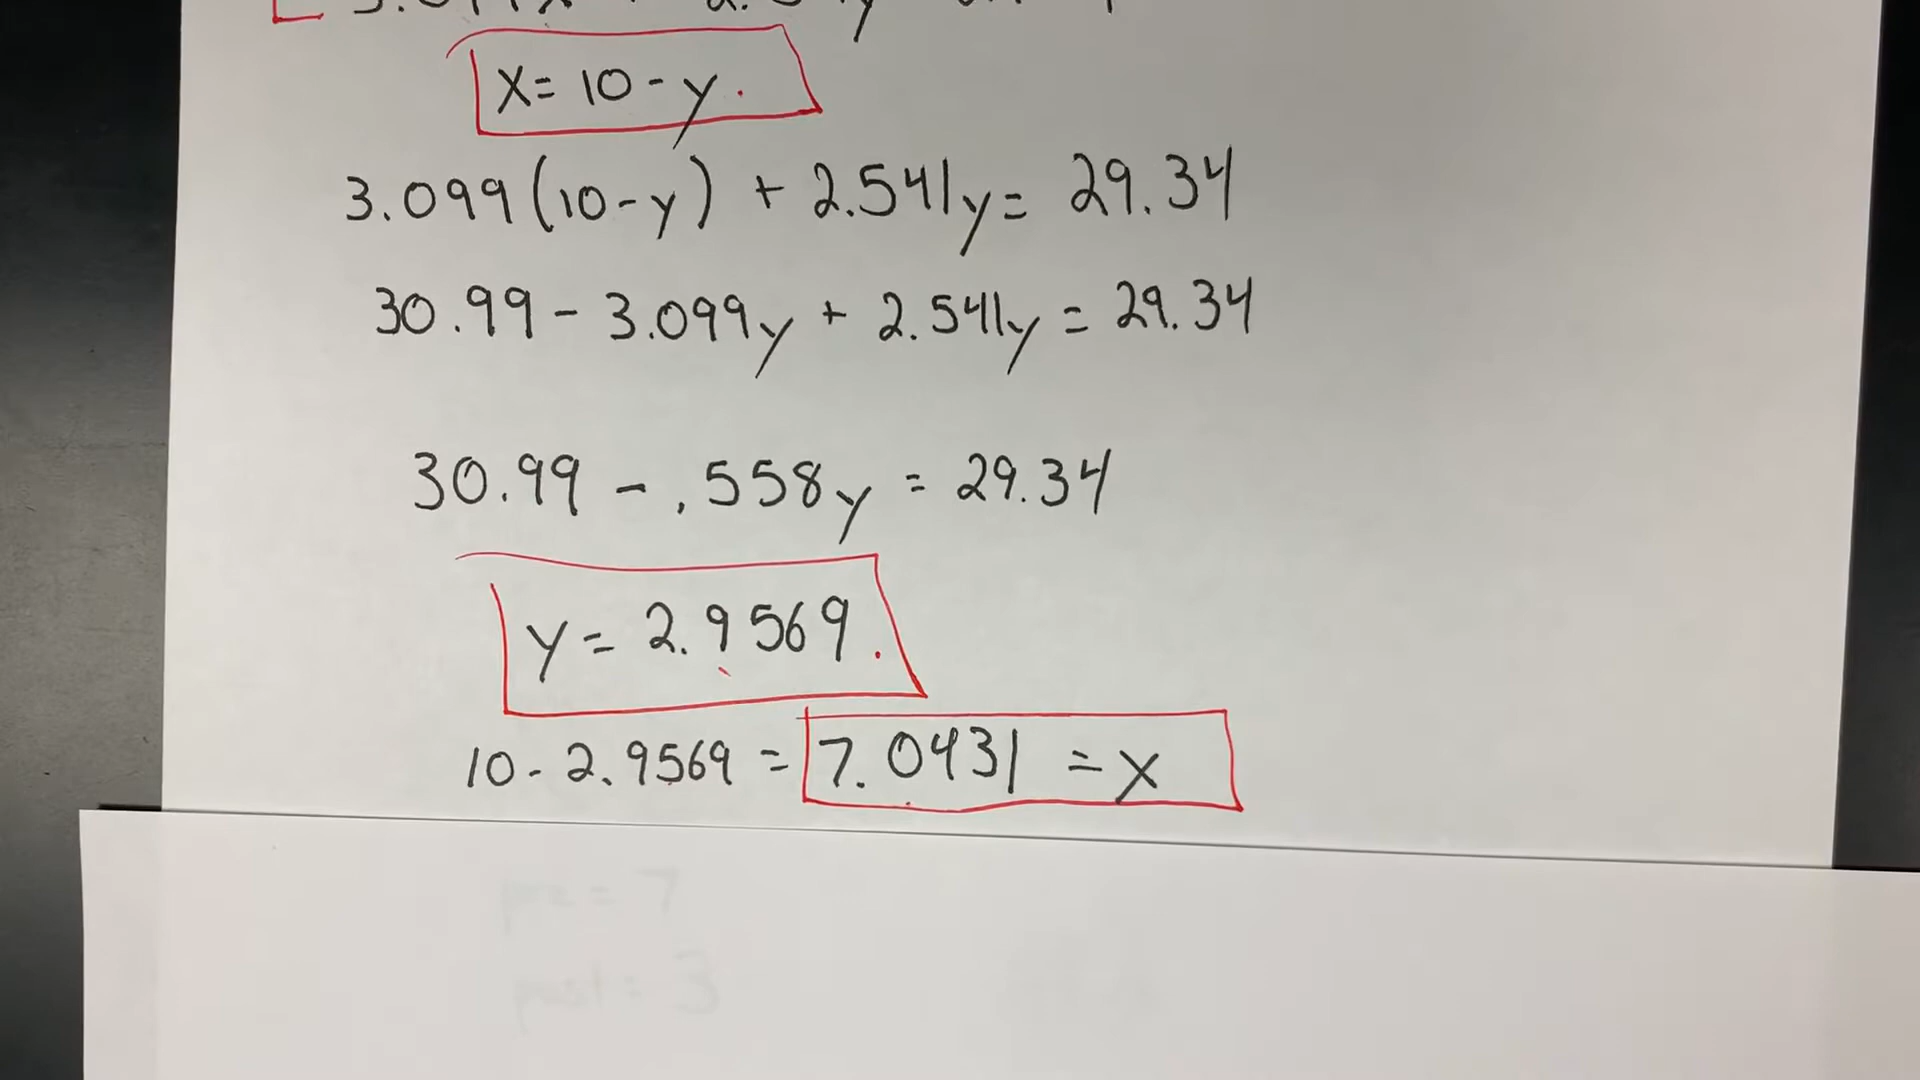 x = 10 - y.
3.099(10-y) + 2.541y = 29.34
30.99 - 3.099y + 2.541y = 29.34
30.99 - .558y = 29.34
y = 2.9569.
10 - 2.9569 = 7.0431 = x